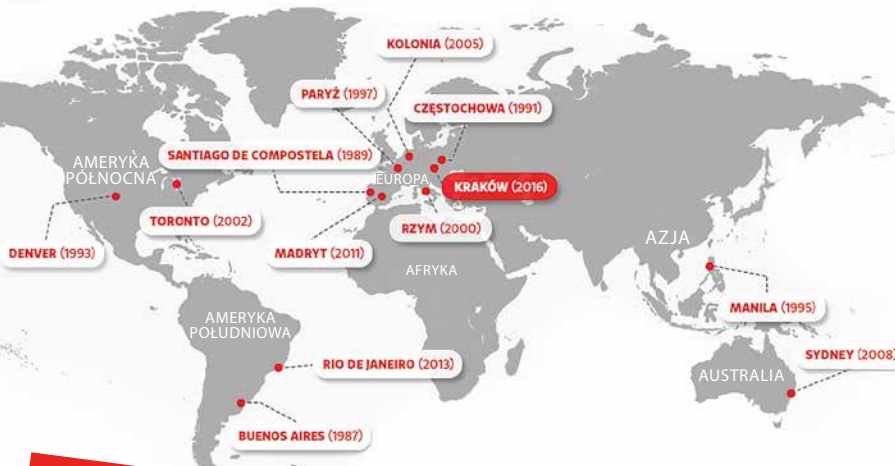 KOLONIA (2005)
PARYŻ (1997)
CZĘSTOCHOWA (1991)
SANTIAGO DE COMPOSTELA (1989)
AMERYKA
PÓŁNOCNA
EUROPA
KRAKÓW (2016)
TORONTO (2002)
RZYM (2000)
DENVER (1993)
MADRYT (2011)
AZJA
AFRYKA
MANILA (1995)
AMERYKA
POŁUDNIOWA
SYDNEY (2008)
RIO DE JANEIRO (2013)
AUSTRALIA
BUENOS AIRES (1987)